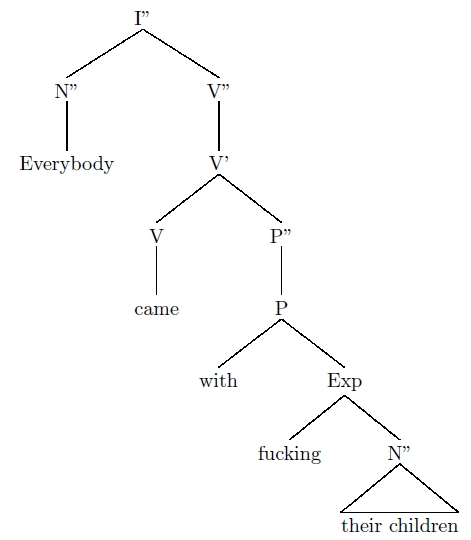 I”
N” V”
Everybody V’
V P”
came P
with Exp
fucking N”
their children